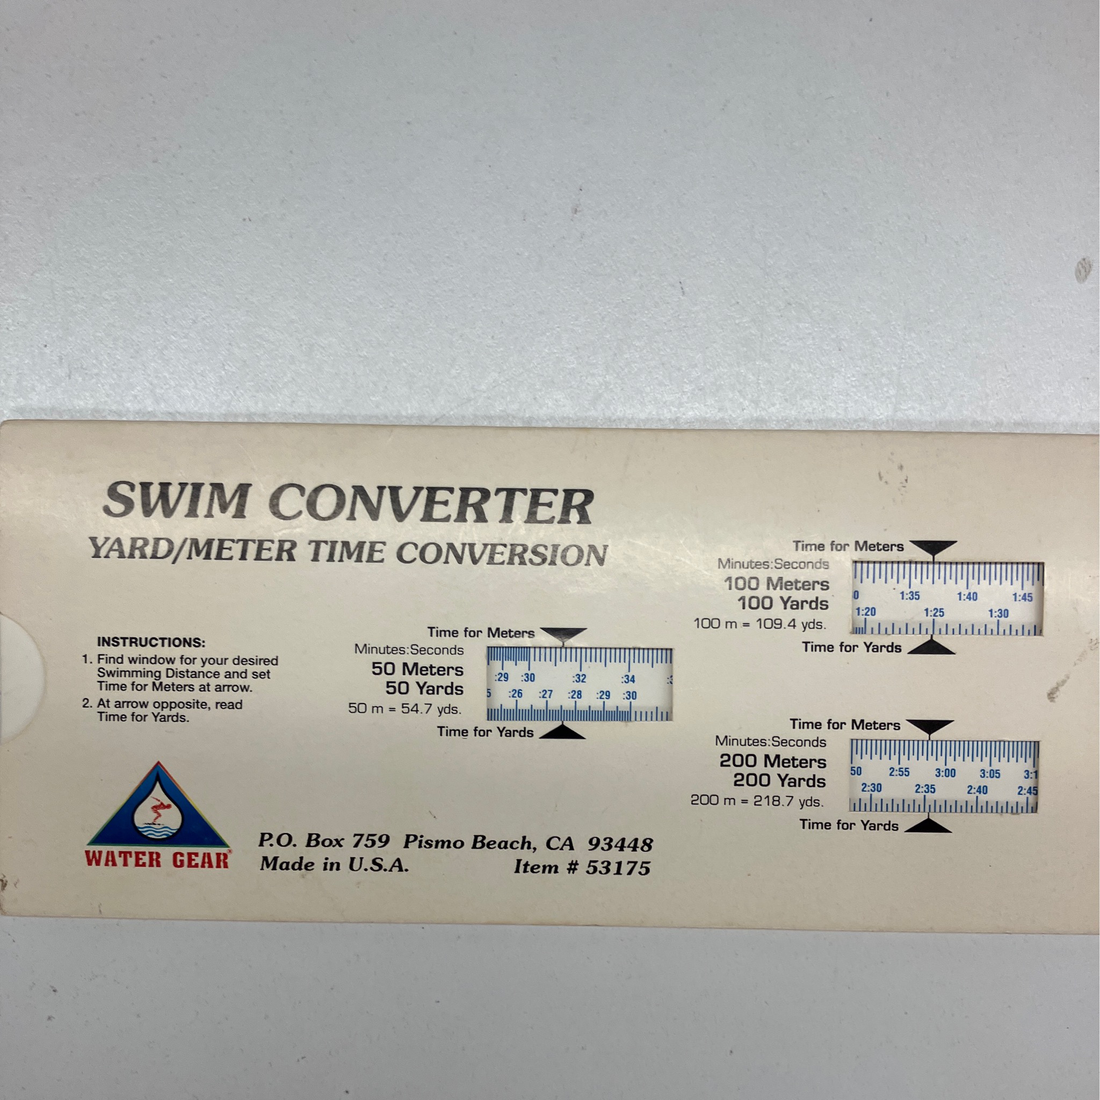 SWIM CONVERTER
YARD/METER TIME CONVERSION
INSTRUCTIONS:
1. Find window for your desired
Swimming Distance and set
Time for Meters at arrow.
2. At arrow opposite, read
Time for Yards.
WATER GEAR
P.O. Box 759 Pismo Beach, CA 93448
Made in U.S.A. Item # 53175
Time for Meters
Minutes:Seconds
50 Meters
50 Yards
50 m = 54.7 yds.
:29 :30 :32 :34
:26 :27 :28 :29 :30
Time for Yards
Time for Meters
Minutes:Seconds
100 Meters
100 Yards
100 m = 109.4 yds.
0 1:35 1:40 1:45
1:20 1:25 1:30
Time for Yards
Time for Meters
Minutes:Seconds
200 Meters
200 Yards
200 m = 218.7 yds.
50 2:55 3:00 3:05 3:1
2:30 2:35 2:40 2:45
Time for Yards